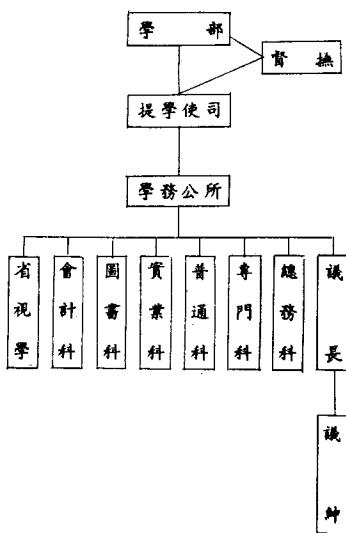 學部
督撫
提學使司
學務公所
議長
總務科
專門科
普通科
實業科
圖書科
會計科
省視學
議紳